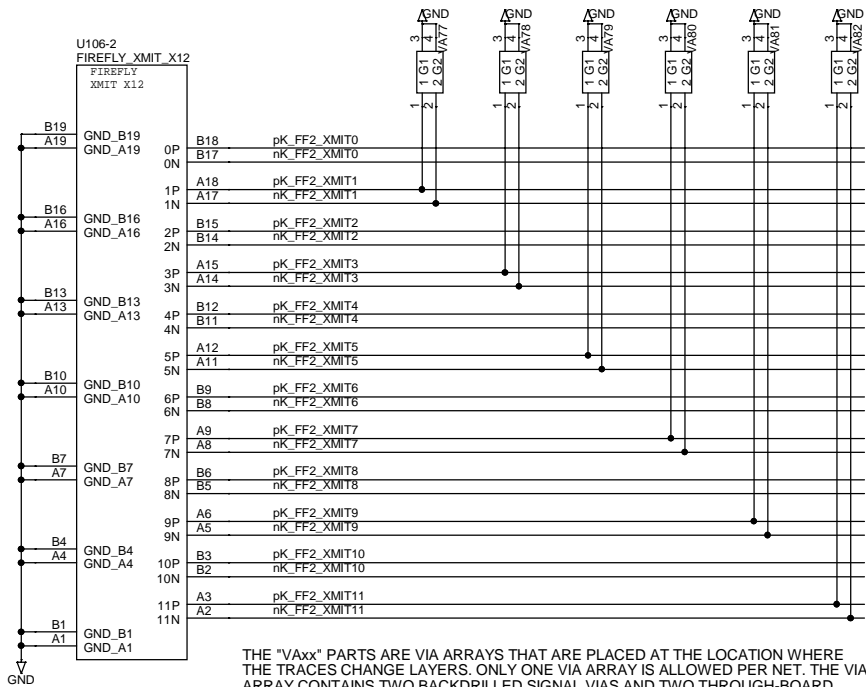 GND GND GND GND GND GND
3 4 VA77 3 4 VA78 3 4 VA79 3 4 VA80 3 4 VA81 3 4 VA82
1 G1 2 G2 1 G1 2 G2 1 G1 2 G2 1 G1 2 G2 1 G1 2 G2 1 G1 2 G2
1 2 1 2 1 2 1 2 1 2 1 2
U106-2
FIREFLY_XMIT_X12
FIREFLY
XMIT X12
B19 GND_B19
A19 GND_A19 0P B18 pK_FF2_XMIT0
0N B17 nK_FF2_XMIT0
1P A18 pK_FF2_XMIT1
1N A17 nK_FF2_XMIT1
B16 GND_B16
A16 GND_A16 2P B15 pK_FF2_XMIT2
2N B14 nK_FF2_XMIT2
3P A15 pK_FF2_XMIT3
3N A14 nK_FF2_XMIT3
B13 GND_B13
A13 GND_A13 4P B12 pK_FF2_XMIT4
4N B11 nK_FF2_XMIT4
5P A12 pK_FF2_XMIT5
5N A11 nK_FF2_XMIT5
B10 GND_B10
A10 GND_A10 6P B9 pK_FF2_XMIT6
6N B8 nK_FF2_XMIT6
7P A9 pK_FF2_XMIT7
7N A8 nK_FF2_XMIT7
B7 GND_B7
A7 GND_A7 8P B6 pK_FF2_XMIT8
8N B5 nK_FF2_XMIT8
9P A6 pK_FF2_XMIT9
9N A5 nK_FF2_XMIT9
B4 GND_B4
A4 GND_A4 10P B3 pK_FF2_XMIT10
10N B2 nK_FF2_XMIT10
11P A3 pK_FF2_XMIT11
11N A2 nK_FF2_XMIT11
B1 GND_B1
A1 GND_A1
GND
THE "VAxx" PARTS ARE VIA ARRAYS THAT ARE PLACED AT THE LOCATION WHERE
THE TRACES CHANGE LAYERS. ONLY ONE VIA ARRAY IS ALLOWED PER NET. THE VIA
ARRAY CONTAINS TWO BACKDRILLED SIGNAL VIAS AND TWO THROUGH-BOARD